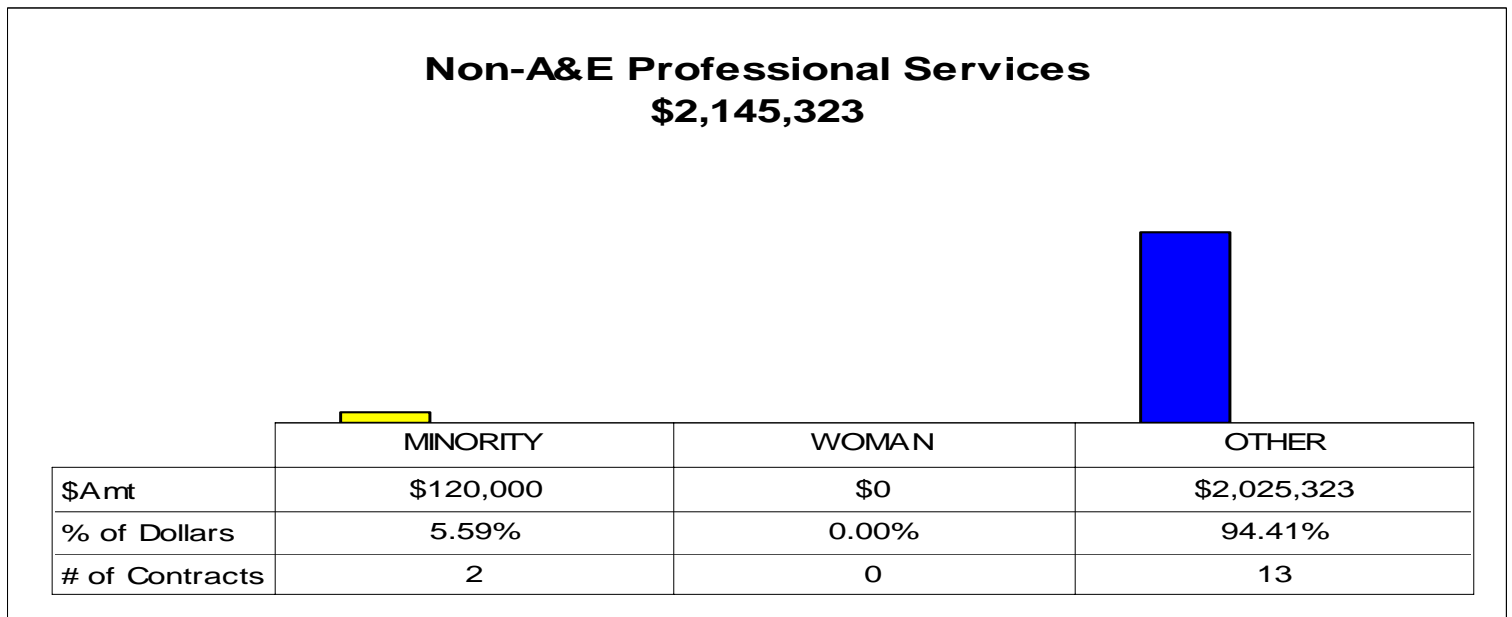 Non-A&E Professional Services
$2,145,323
MINORITY WOMAN OTHER
$Amt $120,000 $0 $2,025,323
% of Dollars 5.59% 0.00% 94.41%
# of Contracts 2 0 13